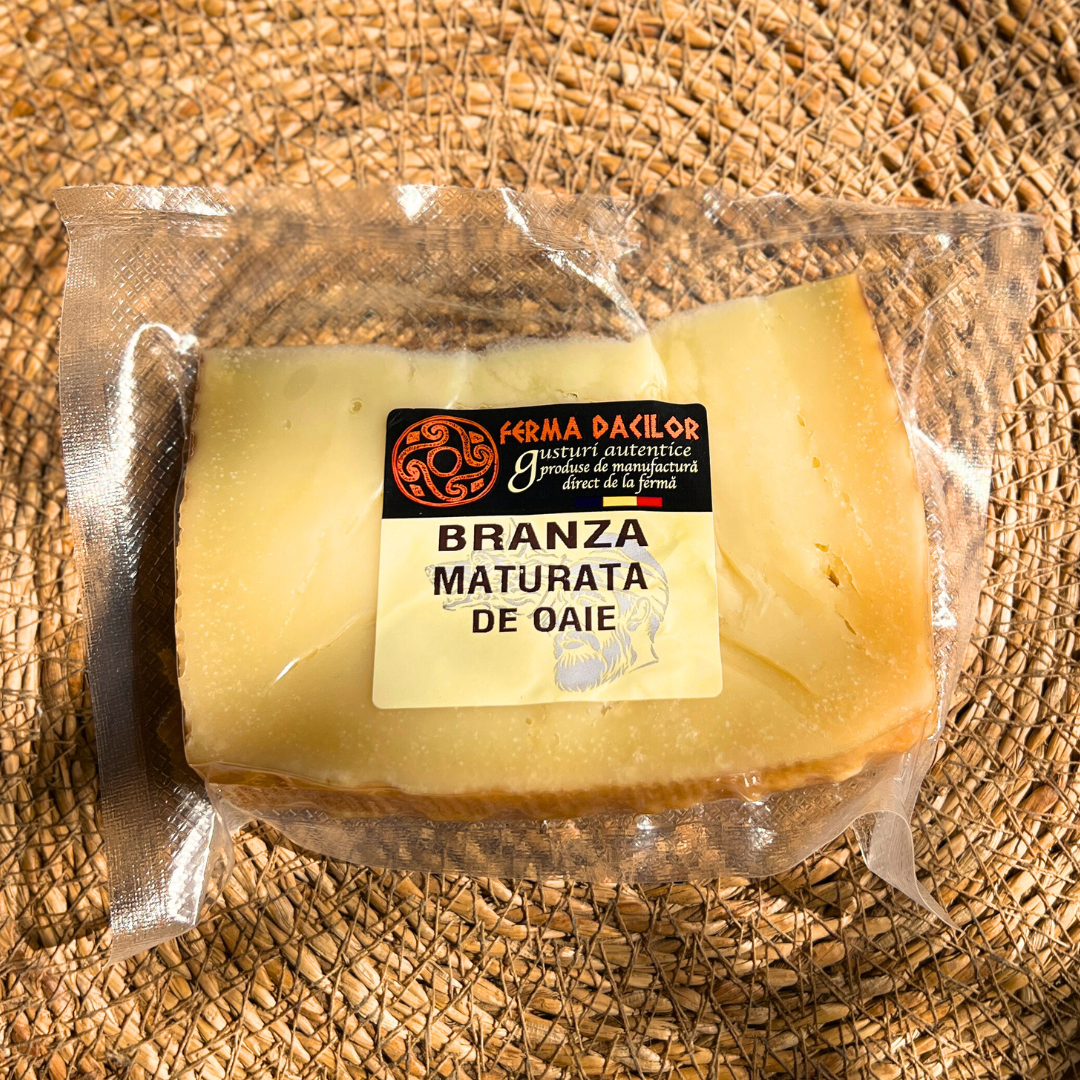 FERMA DACILOR
gusturi autentice
produse de manufactură
direct de la fermă
BRANZA
MATURATA
DE OAIE